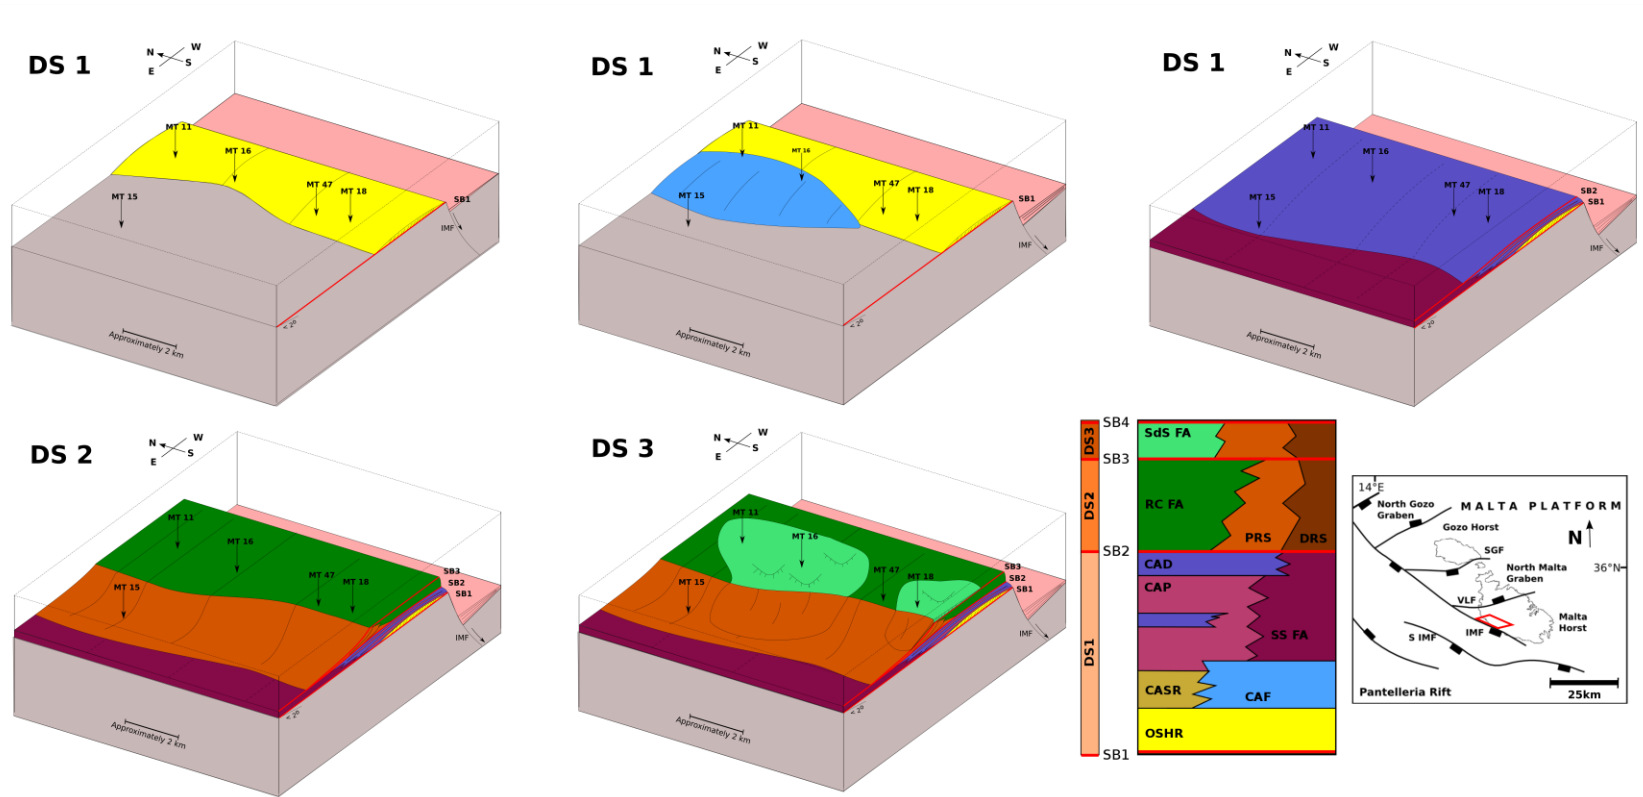 DS 1
N
W
E
S
MT 11
MT 16
MT 47
MT 18
MT 15
SB1
IMF
< 2º
Approximately 2 km
DS 1
N
W
E
S
MT 11
MT 16
MT 47
MT 18
MT 15
SB1
IMF
< 2º
Approximately 2 km
DS 1
N
W
E
S
MT 11
MT 16
MT 47
MT 18
MT 15
SB2
SB1
IMF
< 2º
Approximately 2 km
DS 2
N
W
E
S
MT 11
MT 16
MT 47
MT 18
MT 15
SB3
SB2
SB1
IMF
< 2º
Approximately 2 km
DS 3
N
W
E
S
MT 11
MT 16
MT 47
MT 18
MT 15
SB3
SB2
SB1
IMF
< 2º
Approximately 2 km
DS3
DS2
DS1
SB4
SB3
SB2
SB1
SdS FA
RC FA
PRS
DRS
CAD
CAP
SS FA
CASR
CAF
OSHR
14°E
North Gozo
Graben
MALTA PLATFORM
Gozo Horst
N
SGF
36°N
North Malta
Graben
VLF
Malta
Horst
S IMF
IMF
Pantelleria Rift
25km